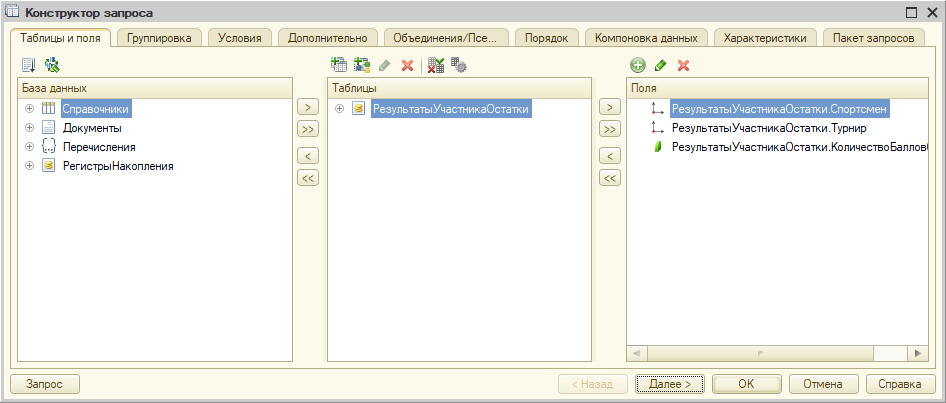 Конструктор запроса
Таблицы и поля Группировка Условия Дополнительно Объединения/Псе... Порядок Компоновка данных Характеристики Пакет запросов
База данных
Справочники
Документы
Перечисления
РегистрыНакопления
>
>>
<
<<
Таблицы
РезультатыУчастникаОстатки
>
>>
<
<<
Поля
РезультатыУчастникаОстатки.Спортсмен
РезультатыУчастникаОстатки.Турнир
РезультатыУчастникаОстатки.КоличествоБаллов
Запрос < Назад Далее > OK Отмена Справка